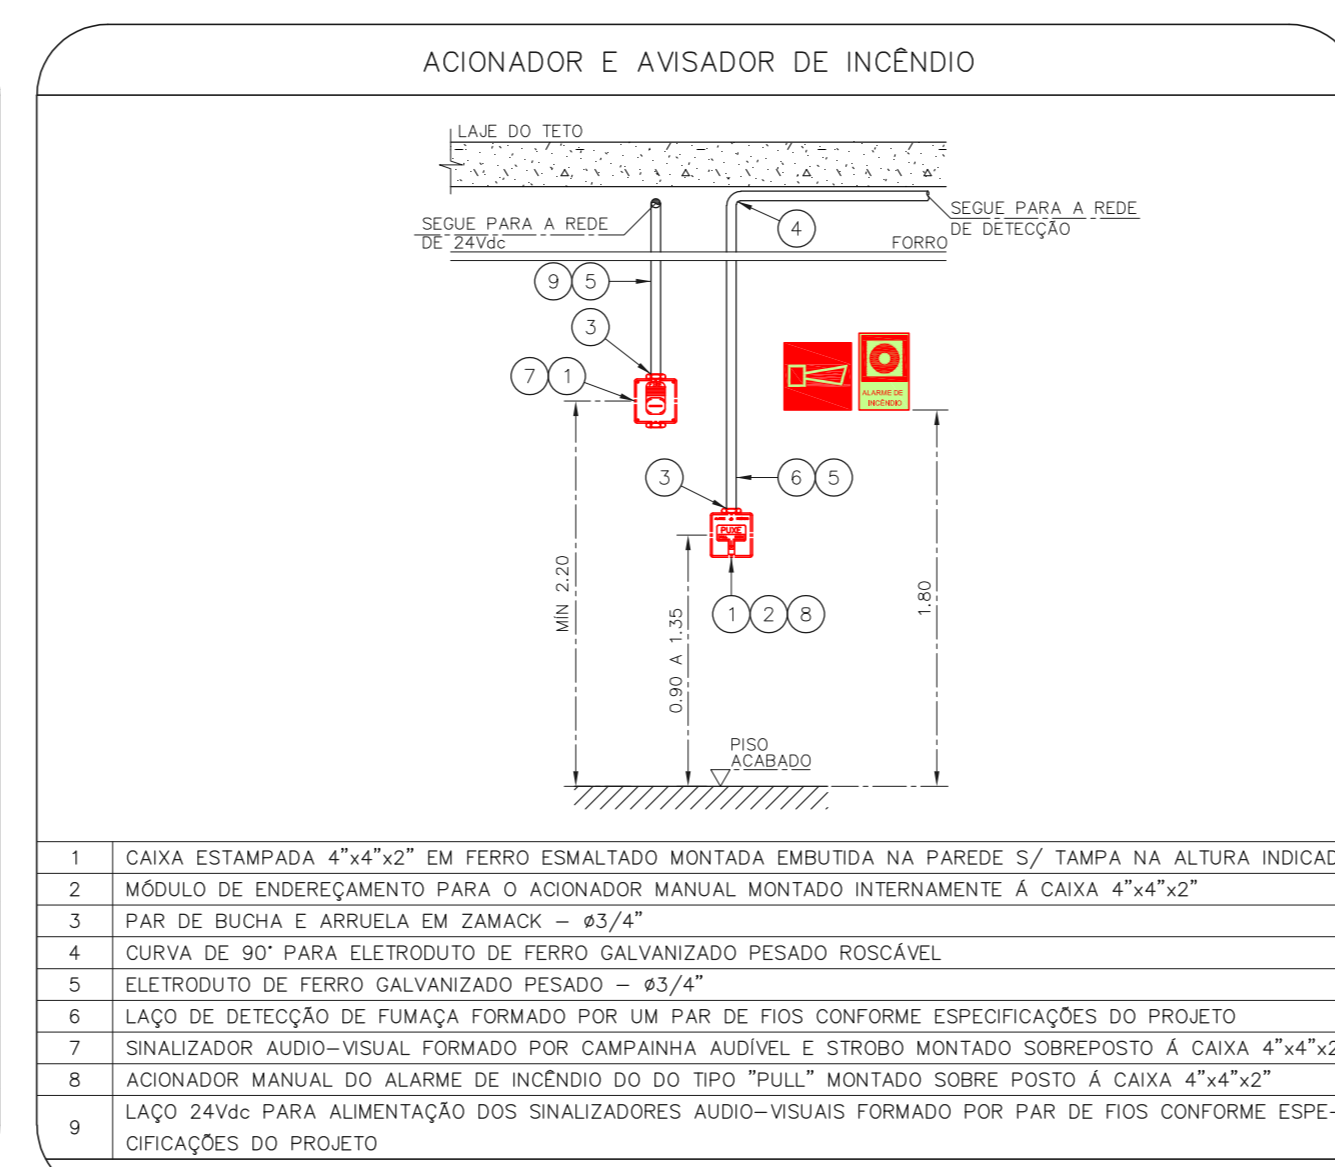 ACIONADOR E AVISADOR DE INCÊNDIO
LAJE DO TETO
SEGUE PARA A REDE
DE 24Vdc
SEGUE PARA A REDE
DE DETECÇÃO
4
FORRO
9 5
3
7 1
ALARME DE
INCÊNDIO
3
6 5
PUXE
1 2 8
MÍN 2.20
0.90 A 1.35
1.80
PISO
ACABADO
1 CAIXA ESTAMPADA 4"x4"x2" EM FERRO ESMALTADO MONTADA EMBUTIDA NA PAREDE S/ TAMPA NA ALTURA INDICAD
2 MÓDULO DE ENDEREÇAMENTO PARA O ACIONADOR MANUAL MONTADO INTERNAMENTE Á CAIXA 4"x4"x2"
3 PAR DE BUCHA E ARRUELA EM ZAMACK – ø3/4"
4 CURVA DE 90° PARA ELETRODUTO DE FERRO GALVANIZADO PESADO ROSCÁVEL
5 ELETRODUTO DE FERRO GALVANIZADO PESADO – ø3/4"
6 LAÇO DE DETECÇÃO DE FUMAÇA FORMADO POR UM PAR DE FIOS CONFORME ESPECIFICAÇÕES DO PROJETO
7 SINALIZADOR AUDIO–VISUAL FORMADO POR CAMPAINHA AUDÍVEL E STROBO MONTADO SOBREPOSTO Á CAIXA 4"x4"x2
8 ACIONADOR MANUAL DO ALARME DE INCÊNDIO DO DO TIPO "PULL" MONTADO SOBRE POSTO Á CAIXA 4"x4"x2"
9 LAÇO 24Vdc PARA ALIMENTAÇÃO DOS SINALIZADORES AUDIO–VISUAIS FORMADO POR PAR DE FIOS CONFORME ESPE–
CIFICAÇÕES DO PROJETO